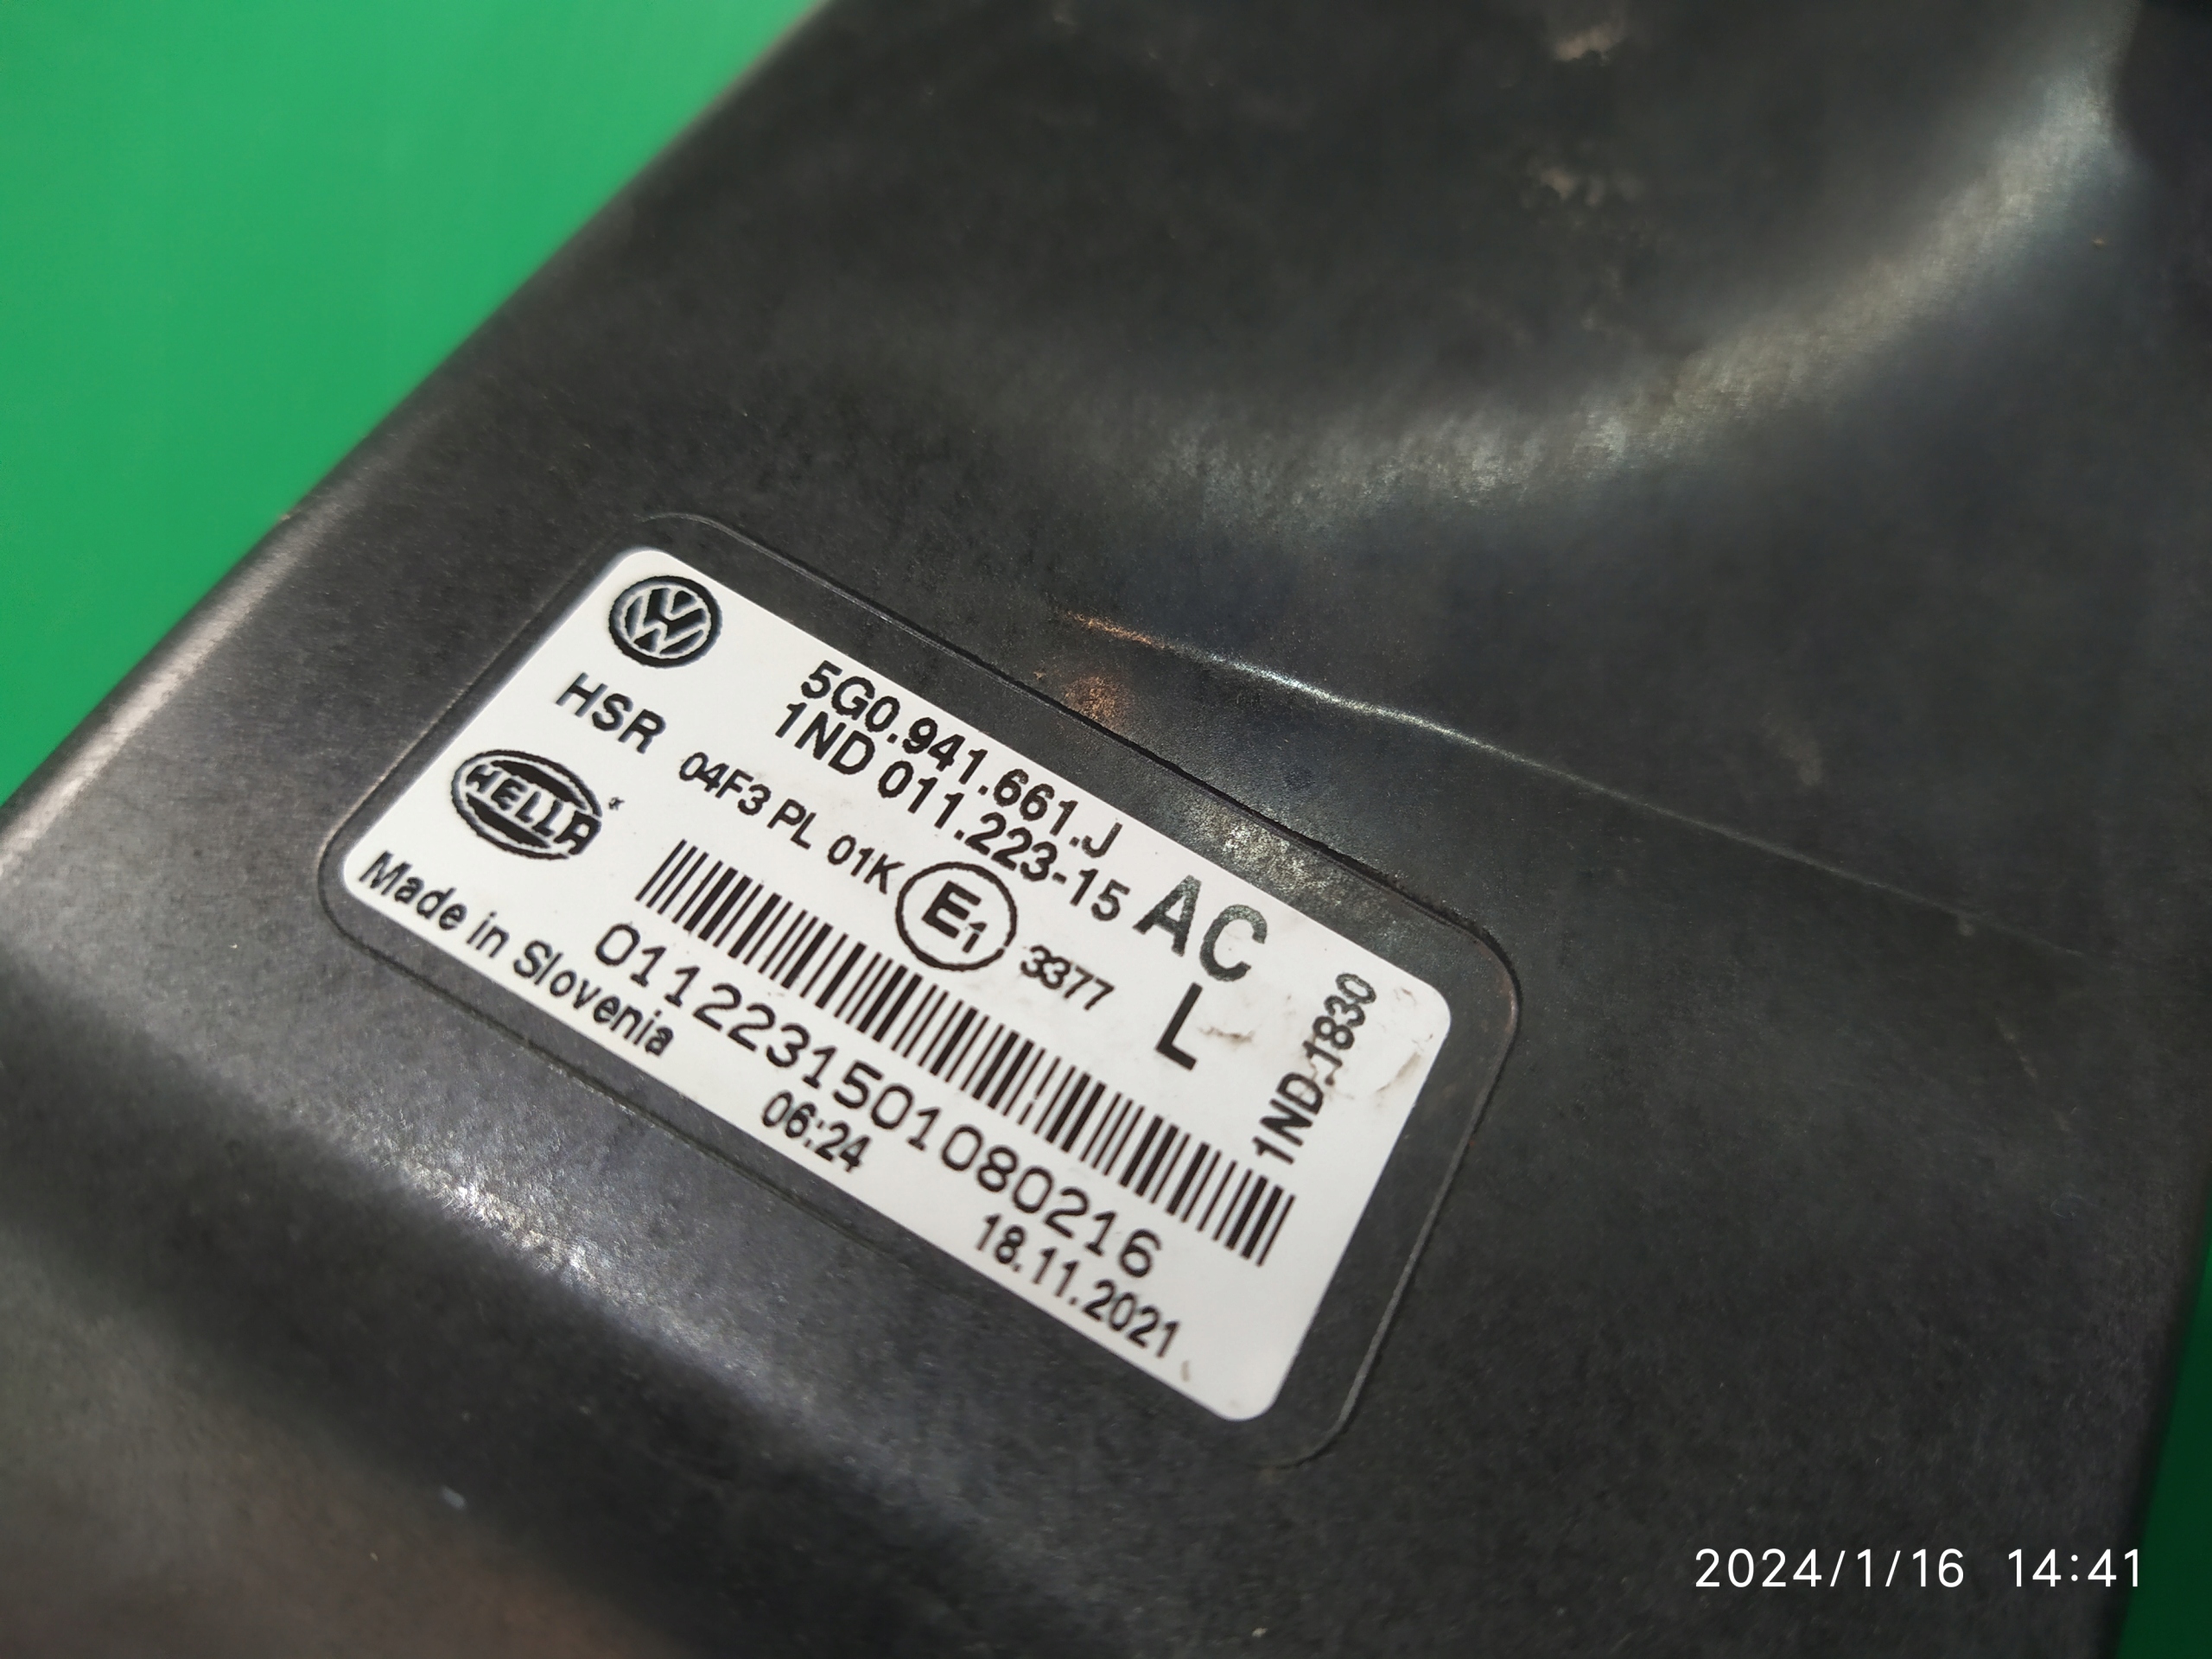 5G0.941.661.J
1ND 011.223-15 AC
HSR 04F3 PL 01K E1 3377 L
HELLA
1ND.1830
0112231501080216
Made in Slovenia 06:24 18.11.2021
2024/1/16 14:41